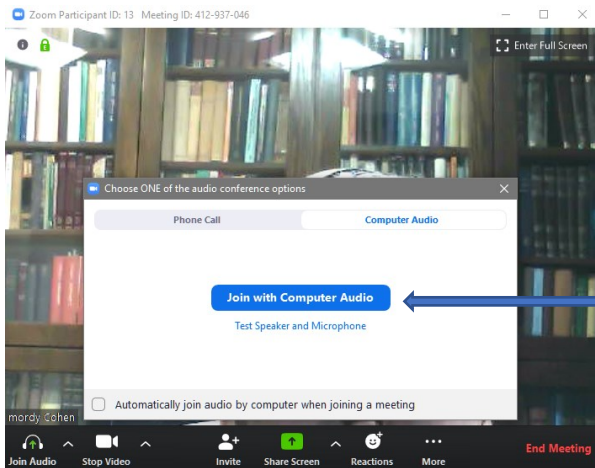 Zoom Participant ID: 13 Meeting ID: 412-937-046
Enter Full Screen
Choose ONE of the audio conference options
Phone Call
Computer Audio
Join with Computer Audio
Test Speaker and Microphone
Automatically join audio by computer when joining a meeting
mordy Cohen
Join Audio
Stop Video
Invite
Share Screen
Reactions
More
End Meeting